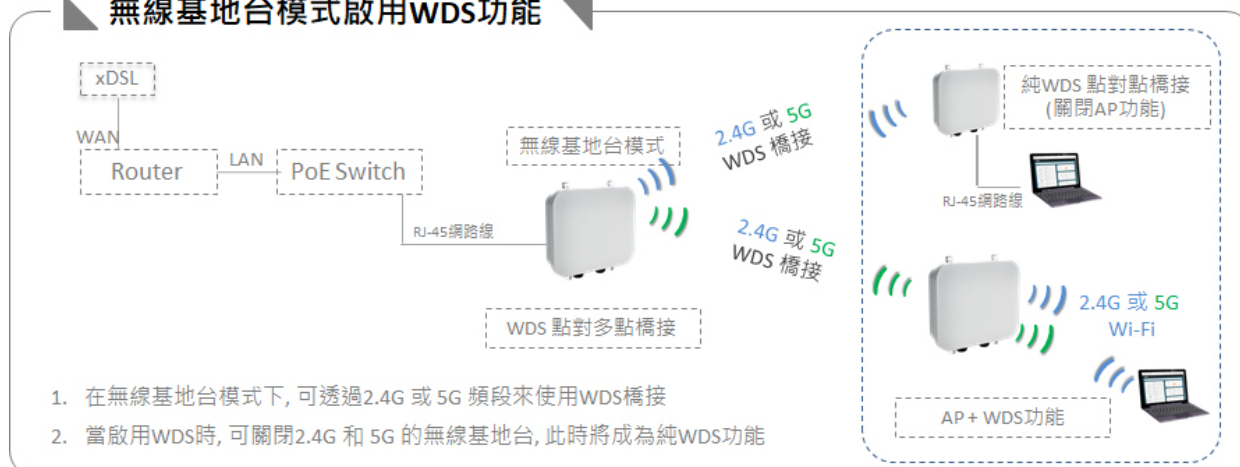 無線基地台模式啟用WDS功能
xDSL
WAN
Router
LAN
PoE Switch
RJ-45網路線
無線基地台模式
WDS 點對多點橋接
2.4G 或 5G
WDS 橋接
2.4G 或 5G
WDS 橋接
純WDS 點對點橋接
(關閉AP功能)
RJ-45網路線
2.4G 或 5G
Wi-Fi
AP + WDS功能
1. 在無線基地台模式下, 可透過2.4G 或 5G 頻段來使用WDS橋接
2. 當啟用WDS時, 可關閉2.4G 和 5G 的無線基地台, 此時將成為純WDS功能